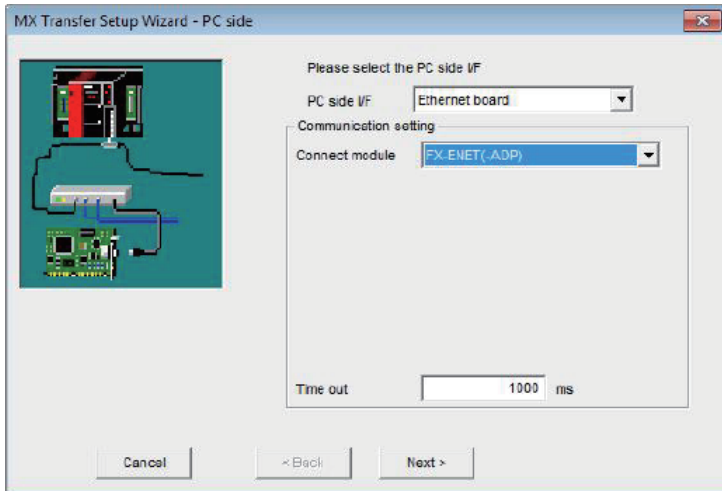 MX Transfer Setup Wizard - PC side
Please select the PC side I/F
PC side I/F Ethernet board
Communication setting
Connect module FX-ENET(-ADP)
Time out 1000 ms
Cancel < Back Next >